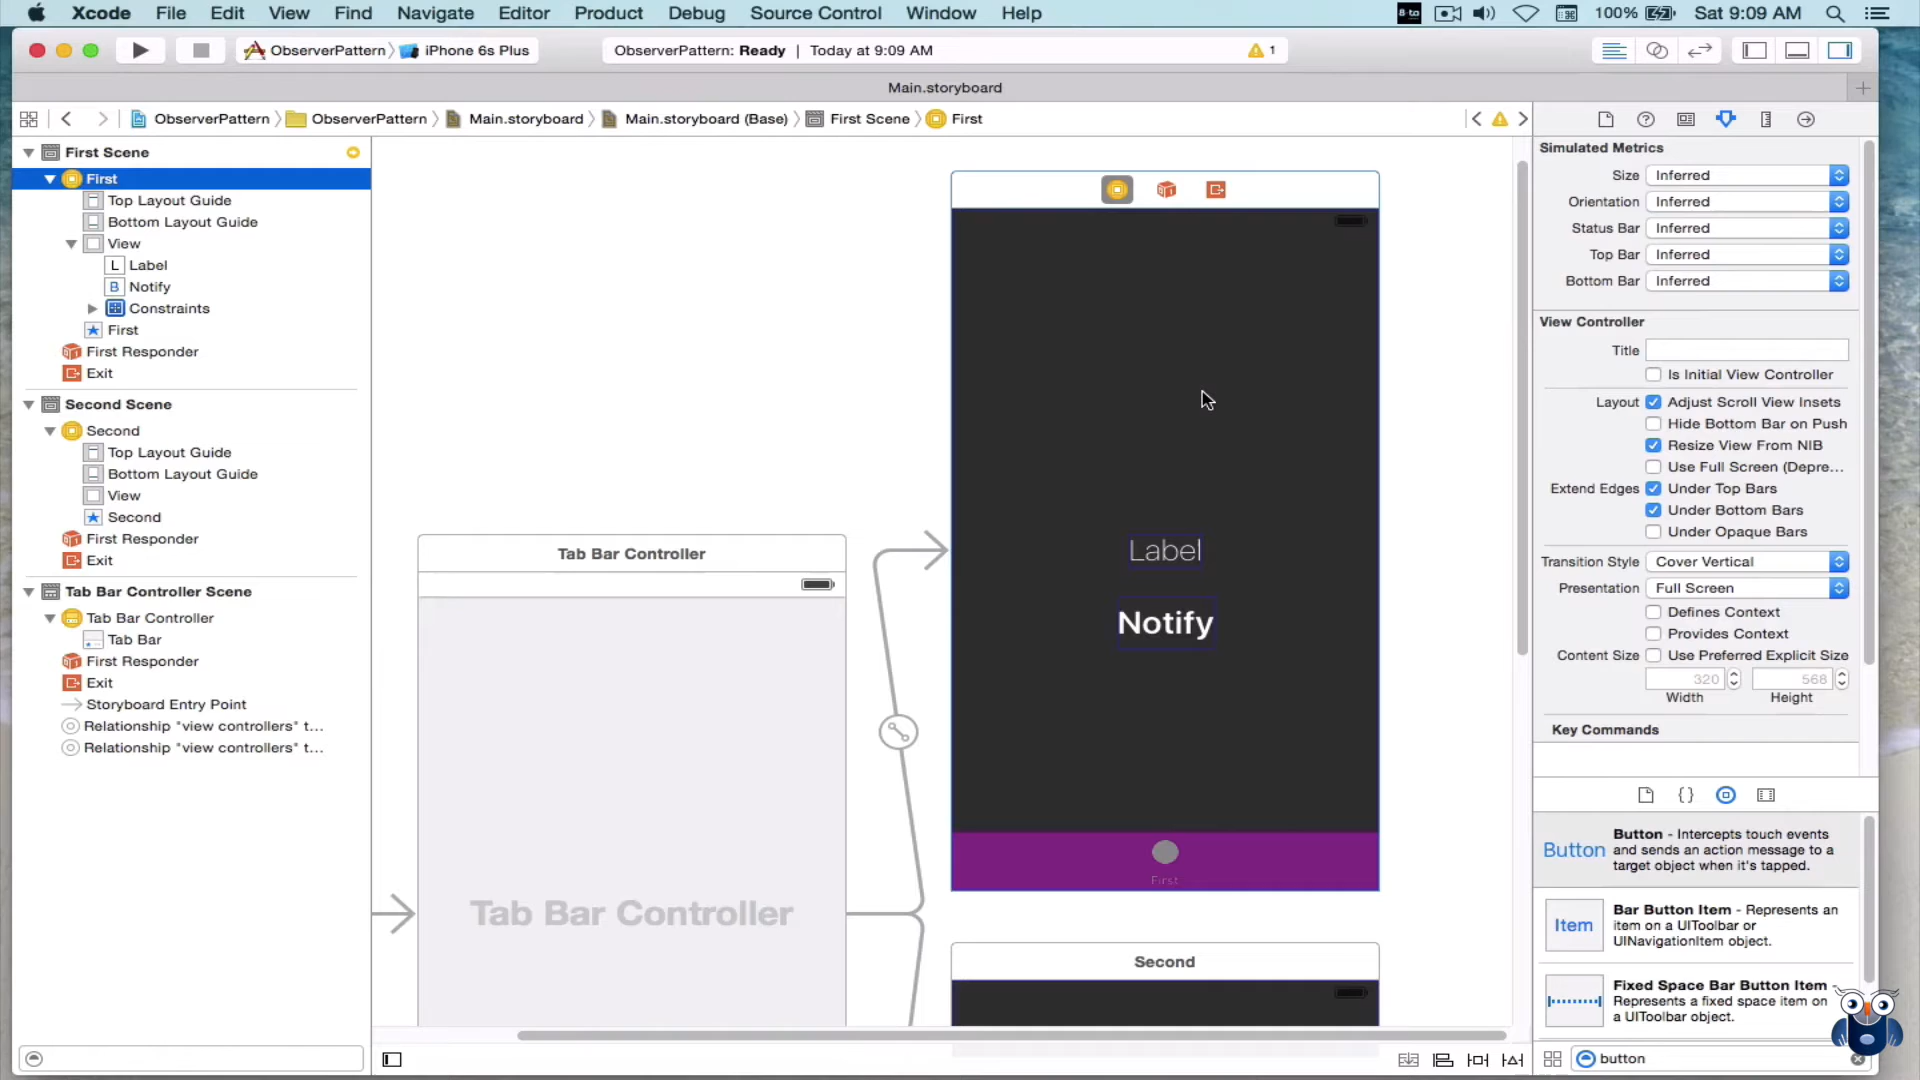 Xcode File Edit View Find Navigate Editor Product Debug Source Control Window Help 100% Sat 9:09 AM
ObserverPattern iPhone 6s Plus ObserverPattern: Ready | Today at 9:09 AM 1
Main.storyboard
ObserverPattern ObserverPattern Main.storyboard Main.storyboard (Base) First Scene First
First Scene
First
Top Layout Guide
Bottom Layout Guide
View
L Label
B Notify
Constraints
First
First Responder
Exit
Second Scene
Second
Top Layout Guide
Bottom Layout Guide
View
Second
First Responder
Exit
Tab Bar Controller Scene
Tab Bar Controller
Tab Bar
First Responder
Exit
Storyboard Entry Point
Relationship "view controllers" t...
Relationship "view controllers" t...
Tab Bar Controller
Tab Bar Controller
Label
Notify
First
Second
Simulated Metrics
Size Inferred
Orientation Inferred
Status Bar Inferred
Top Bar Inferred
Bottom Bar Inferred
View Controller
Title
Is Initial View Controller
Layout Adjust Scroll View Insets
Hide Bottom Bar on Push
Resize View From NIB
Use Full Screen (Depre...
Extend Edges Under Top Bars
Under Bottom Bars
Under Opaque Bars
Transition Style Cover Vertical
Presentation Full Screen
Defines Context
Provides Context
Content Size Use Preferred Explicit Size
320 568
Width Height
Key Commands
Button
Button - Intercepts touch events
and sends an action message to a
target object when it's tapped.
Item
Bar Button Item - Represents an
item on a UIToolbar or
UINavigationItem object.
Fixed Space Bar Button Item -
Represents a fixed space item on
a UIToolbar object.
button